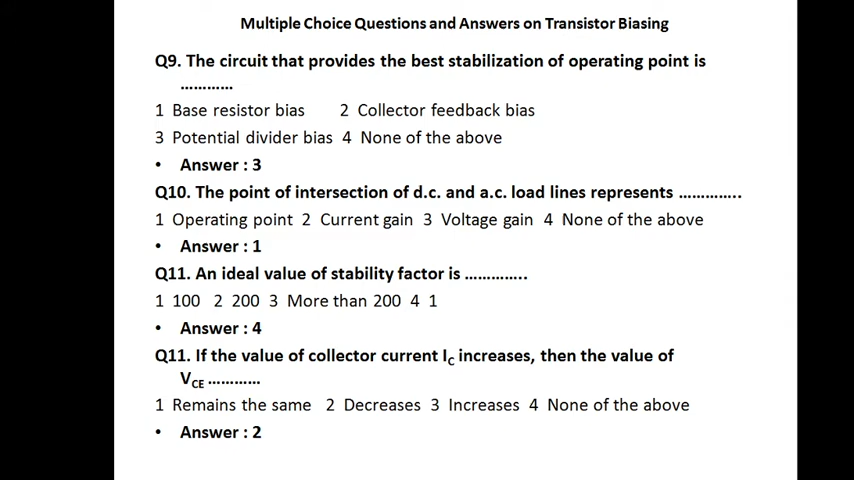 Multiple Choice Questions and Answers on Transistor Biasing
Q9. The circuit that provides the best stabilization of operating point is
…………
1 Base resistor bias 2 Collector feedback bias
3 Potential divider bias 4 None of the above
• Answer : 3
Q10. The point of intersection of d.c. and a.c. load lines represents …………..
1 Operating point 2 Current gain 3 Voltage gain 4 None of the above
• Answer : 1
Q11. An ideal value of stability factor is …………..
1 100 2 200 3 More than 200 4 1
• Answer : 4
Q11. If the value of collector current IC increases, then the value of
VCE …………
1 Remains the same 2 Decreases 3 Increases 4 None of the above
• Answer : 2